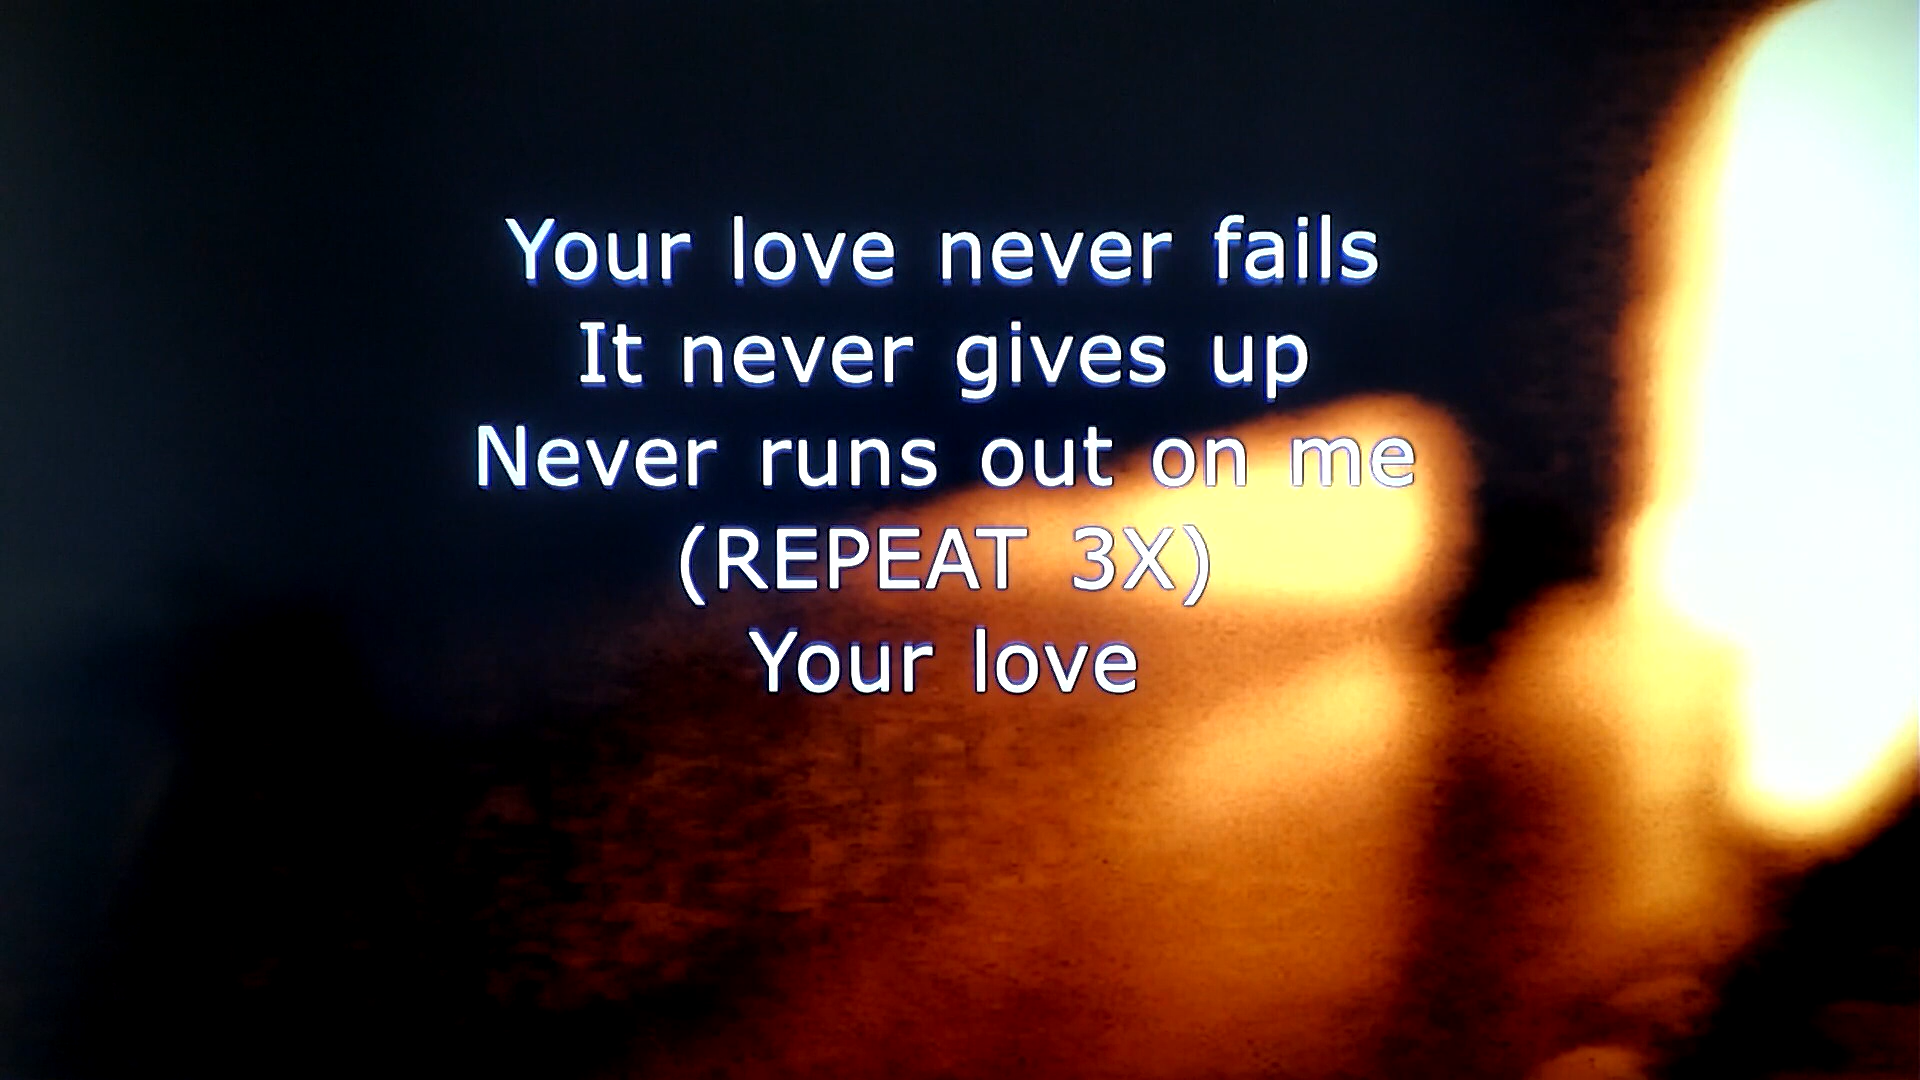 Your love never fails
It never gives up
Never runs out on me
(REPEAT 3X)
Your love